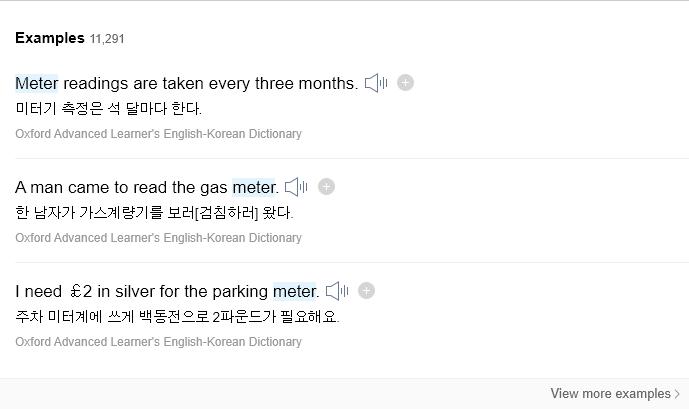 Examples 11,291
Meter readings are taken every three months.
미터기 측정은 석 달마다 한다.
Oxford Advanced Learner's English-Korean Dictionary
A man came to read the gas meter.
한 남자가 가스계량기를 보러[검침하러] 왔다.
Oxford Advanced Learner's English-Korean Dictionary
I need £2 in silver for the parking meter.
주차 미터계에 쓰게 백동전으로 2파운드가 필요해요.
Oxford Advanced Learner's English-Korean Dictionary
View more examples